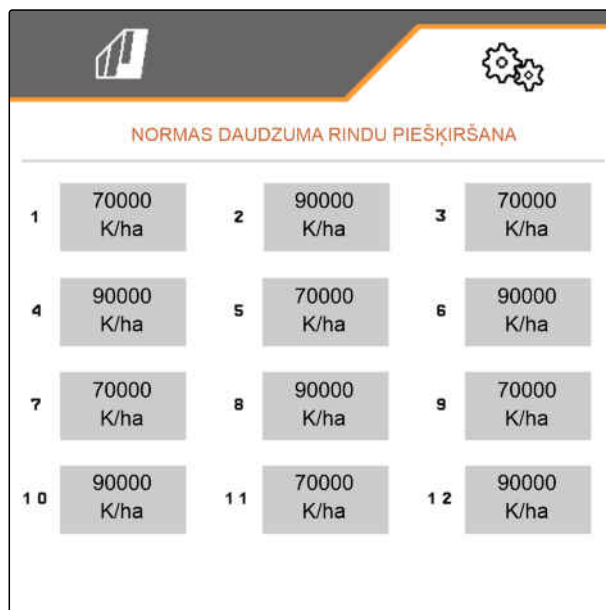 NORMAS DAUDZUMA RINDU PIEŠĶIRŠANA
1 70000 K/ha 2 90000 K/ha 3 70000 K/ha
4 90000 K/ha 5 70000 K/ha 6 90000 K/ha
7 70000 K/ha 8 90000 K/ha 9 70000 K/ha
10 90000 K/ha 11 70000 K/ha 12 90000 K/ha